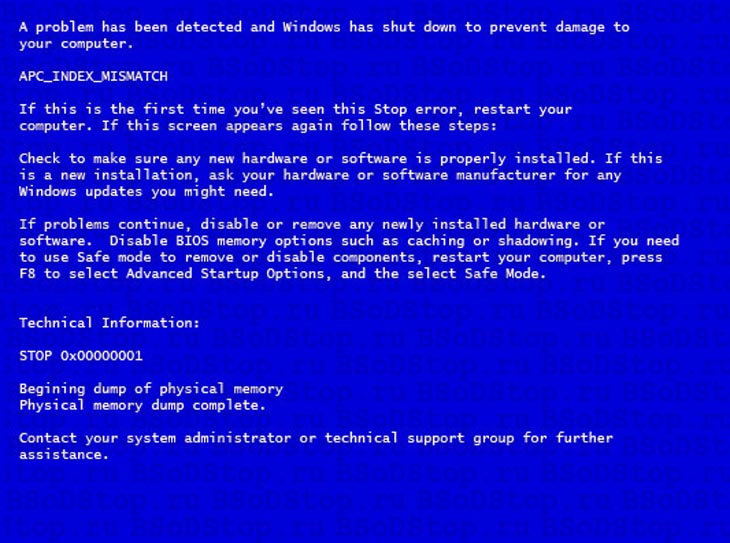 A problem has been detected and Windows has shut down to prevent damage to
your computer.
APC_INDEX_MISMATCH
If this is the first time you've seen this Stop error, restart your
computer. If this screen appears again follow these steps:
Check to make sure any new hardware or software is properly installed. If this
is a new installation, ask your hardware or software manufacturer for any
Windows updates you might need.
If problems continue, disable or remove any newly installed hardware or
software.  Disable BIOS memory options such as caching or shadowing. If you need
to use Safe mode to remove or disable components, restart your computer, press
F8 to select Advanced Startup Options, and the select Safe Mode.
Technical Information:
STOP 0x00000001
Begining dump of physical memory
Physical memory dump complete.
Contact your system administrator or technical support group for further
assistance.
BSoDStop.ru